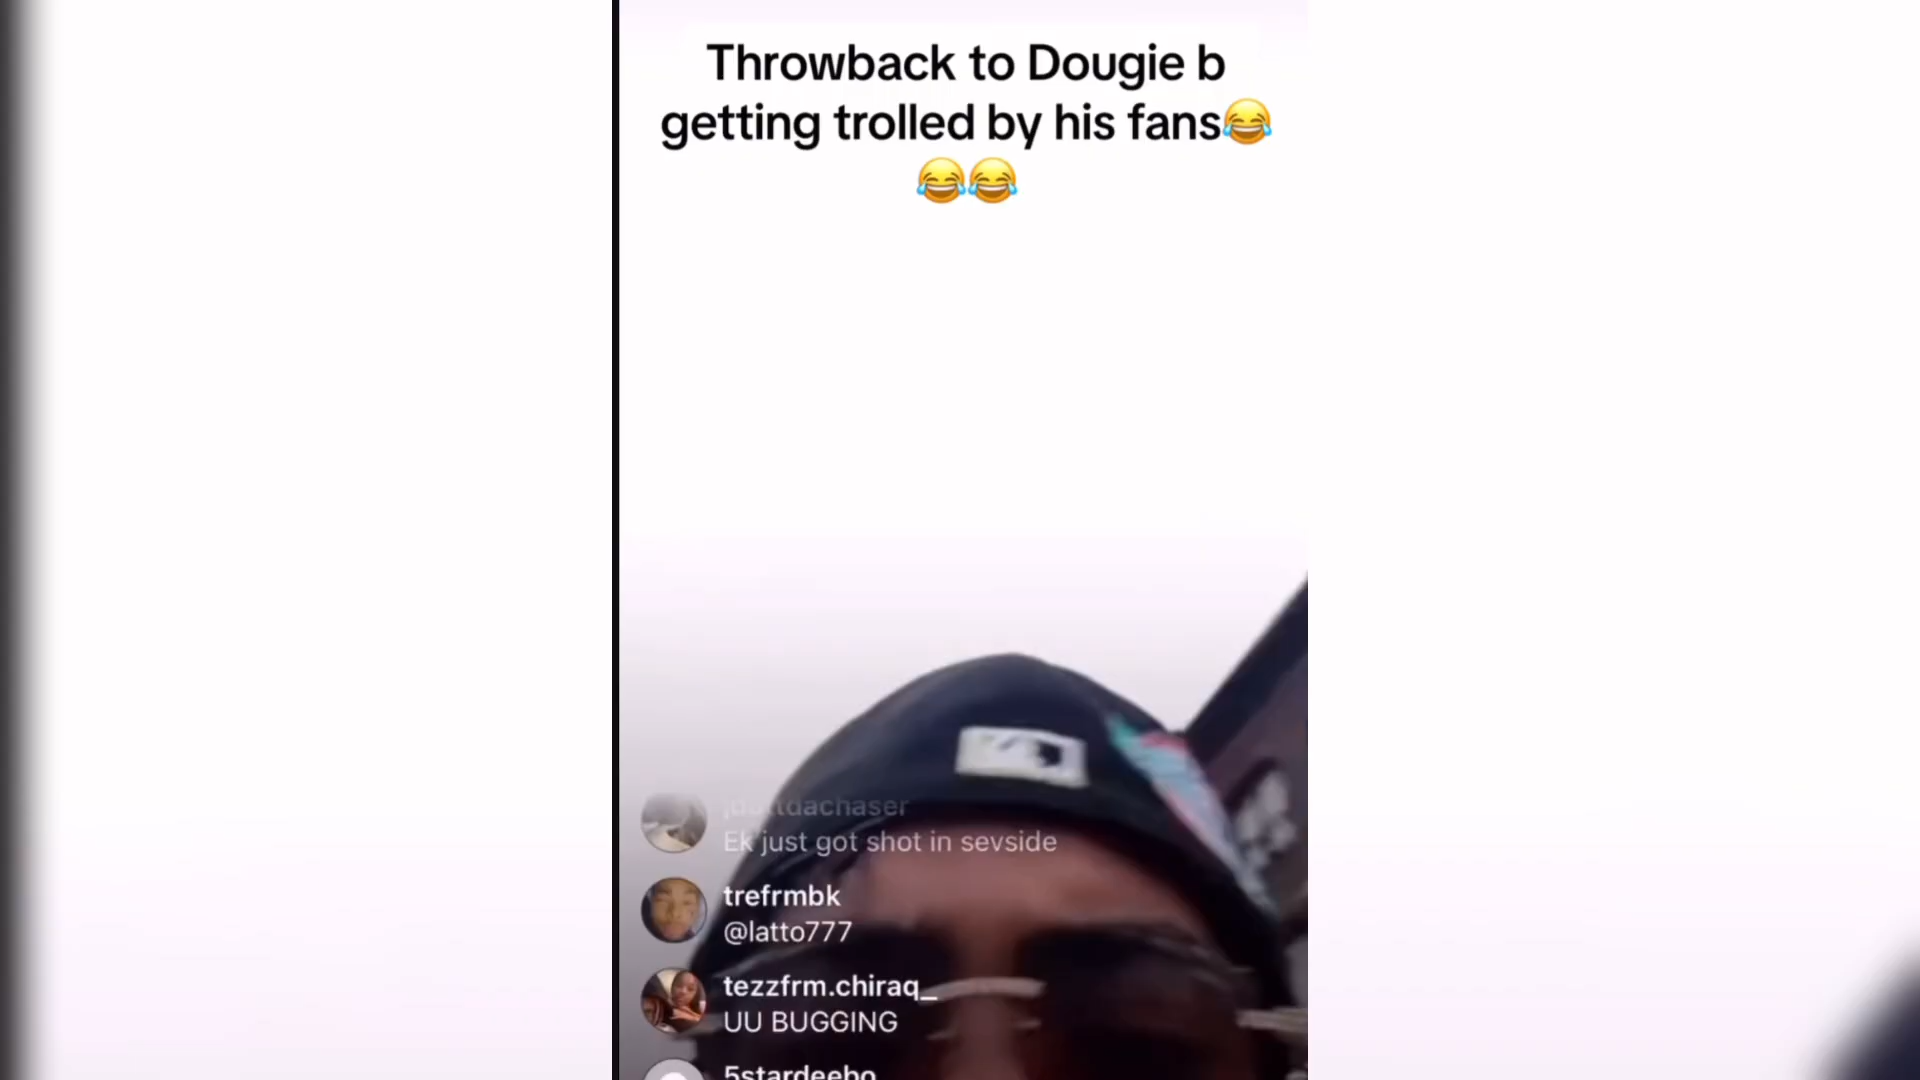 Throwback to Dougie b
getting trolled by his fans😂
😂😂
Ek just got shot in sevside
trefrmbk
@latto777
tezzfrm.chiraq_
UU BUGGING
5stardeebo